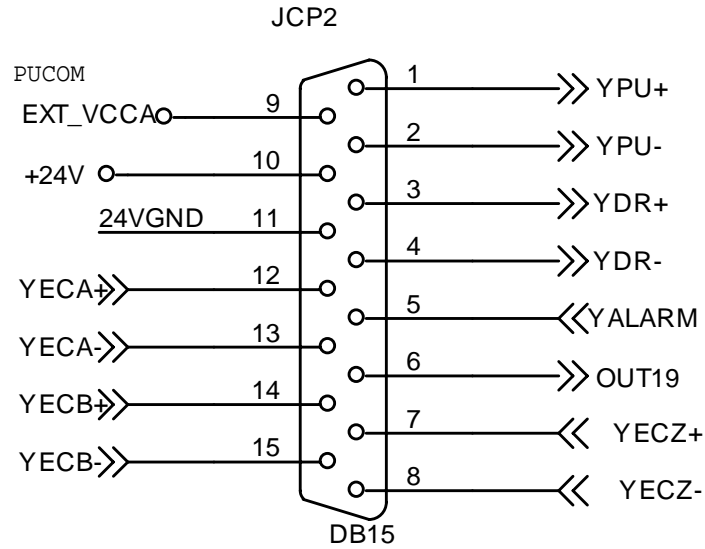 JCP2
PUCOM
1 YPU+
EXT_VCCA 9
2 YPU-
+24V 10
3 YDR+
24VGND 11
4 YDR-
YECA+ 12
5 YALARM
YECA- 13
6 OUT19
YECB+ 14
7 YECZ+
YECB- 15
8 YECZ-
DB15